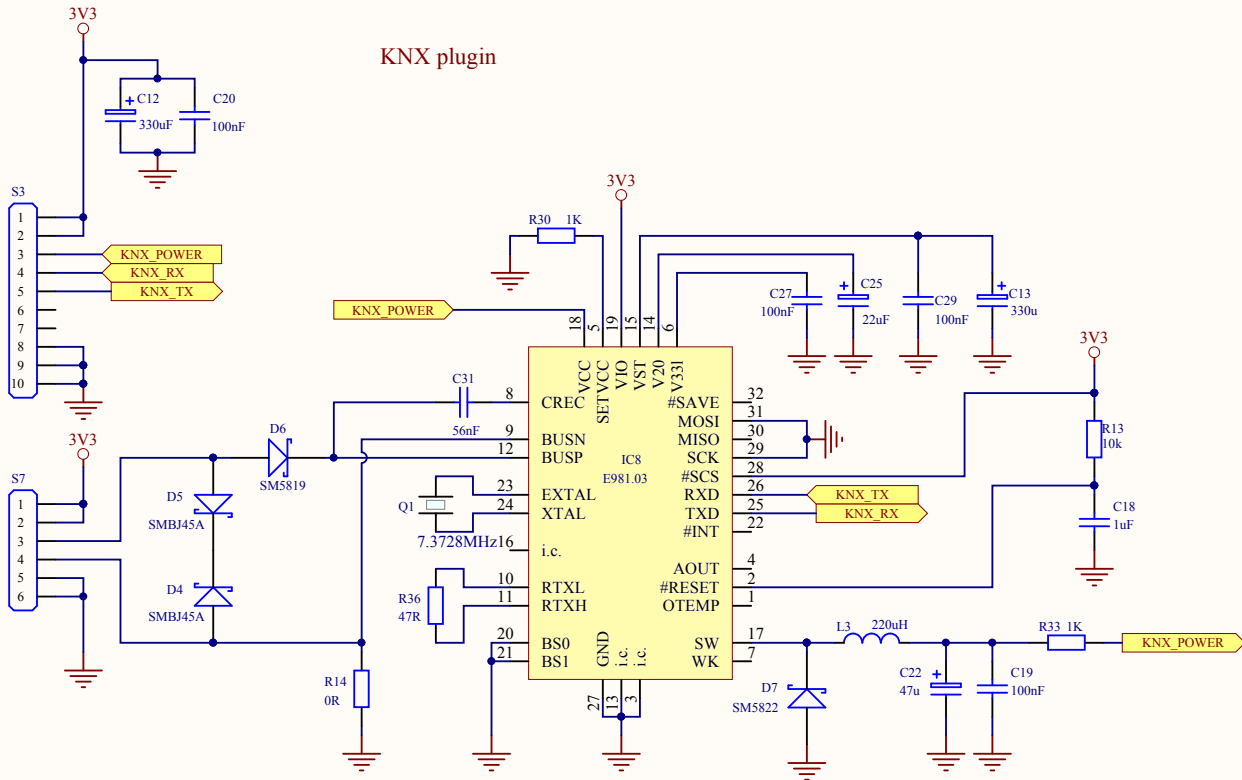 3V3
KNX plugin
C12
330uF
C20
100nF
S3
1
2
3
4
5
6
7
8
9
10
KNX_POWER
KNX_RX
KNX_TX
3V3
R30 1K
KNX_POWER
C27
100nF
C25
22uF
C29
100nF
C13
330u
18
5
19
15
14
6
VCC
SETVCC
VIO
VST
V20
V33I
3V3
R13
10k
C18
1uF
C31
56nF
8 CREC
9 BUSN
12 BUSP
23 EXTAL
24 XTAL
16 i.c.
10 RTXL
11 RTXH
20 BS0
21 BS1
IC8
E981.03
#SAVE 32
MOSI 31
MISO 30
SCK 29
#SCS 28
RXD 26
TXD 25
#INT 22
AOUT 4
#RESET 2
OTEMP 1
SW 17
WK 7
KNX_TX
KNX_RX
GND
i.c.
i.c.
27
13
3
3V3
S7
1
2
3
4
5
6
D6
SM5819
D5
SMBJ45A
D4
SMBJ45A
Q1
7.3728MHz
R36
47R
R14
0R
L3 220uH
R33 1K
KNX_POWER
D7
SM5822
C22
47u
C19
100nF